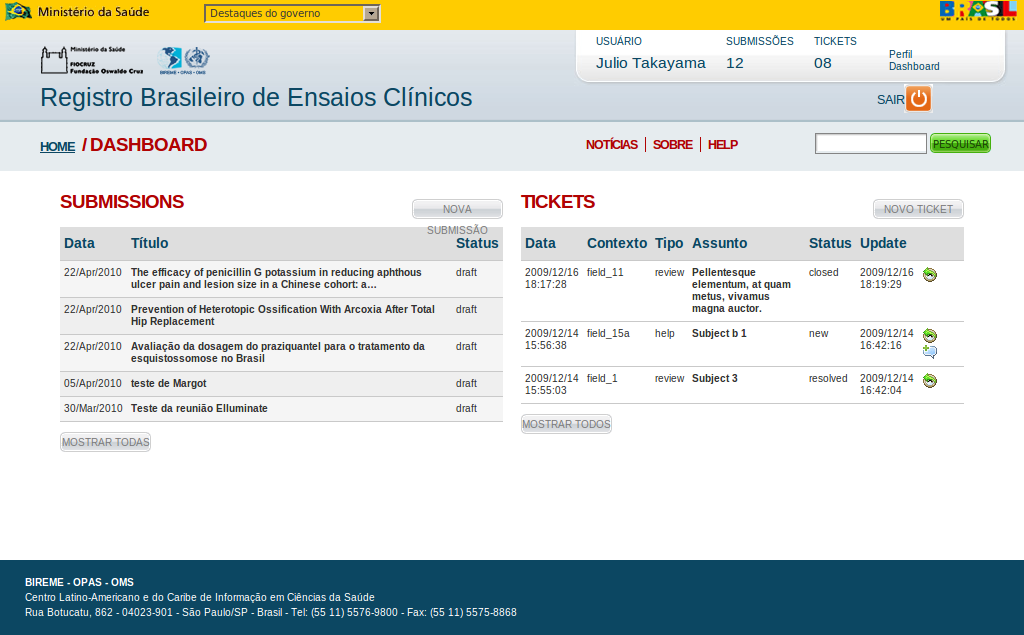 Ministério da Saúde
Destaques do governo
BRASIL
UM PAÍS DE TODOS
Ministério da Saúde
FIOCRUZ
Fundação Oswaldo Cruz
BIREME • OPAS • OMS
USUÁRIO SUBMISSÕES TICKETS
Julio Takayama 12 08
Perfil
Dashboard
Registro Brasileiro de Ensaios Clínicos
SAIR
HOME / DASHBOARD
NOTÍCIAS | SOBRE | HELP
PESQUISAR
SUBMISSIONS
NOVA
SUBMISSÃO
Data Título Status
22/Apr/2010 The efficacy of penicillin G potassium in reducing aphthous draft
ulcer pain and lesion size in a Chinese cohort: a...
22/Apr/2010 Prevention of Heterotopic Ossification With Arcoxia After Total draft
Hip Replacement
22/Apr/2010 Avaliação da dosagem do praziquantel para o tratamento da draft
esquistossomose no Brasil
05/Apr/2010 teste de Margot draft
30/Mar/2010 Teste da reunião Elluminate draft
MOSTRAR TODAS
TICKETS
NOVO TICKET
Data Contexto Tipo Assunto Status Update
2009/12/16 field_11 review Pellentesque closed 2009/12/16
18:17:28 elementum, at quam 18:19:29
metus, vivamus
magna auctor.
2009/12/14 field_15a help Subject b 1 new 2009/12/14
15:56:38 16:42:16
2009/12/14 field_1 review Subject 3 resolved 2009/12/14
15:55:03 16:42:04
MOSTRAR TODOS
BIREME - OPAS - OMS
Centro Latino-Americano e do Caribe de Informação em Ciências da Saúde
Rua Botucatu, 862 - 04023-901 - São Paulo/SP - Brasil - Tel: (55 11) 5576-9800 - Fax: (55 11) 5575-8868